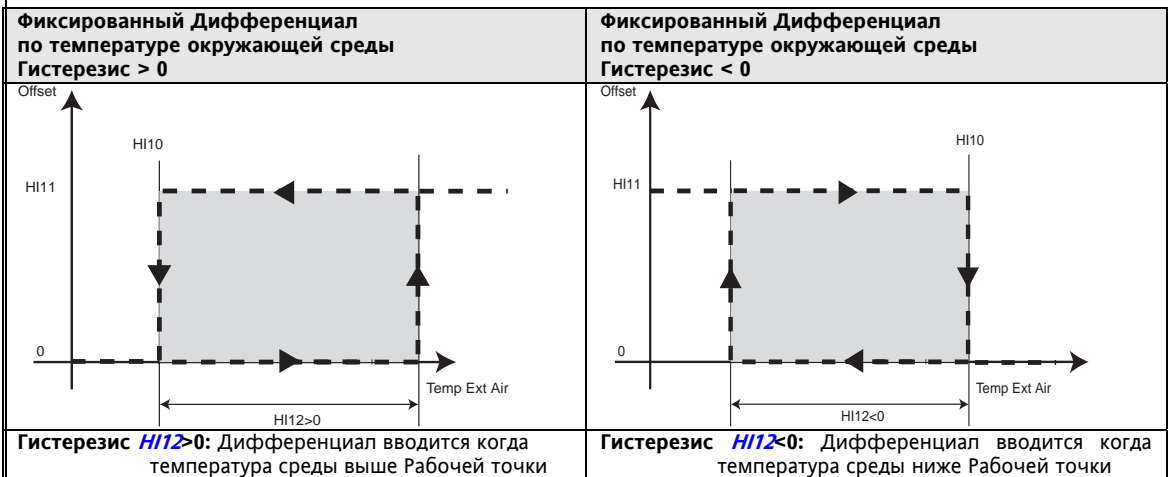 Фиксированный Дифференциал
по температуре окружающей среды
Гистерезис > 0
Offset
HI10
HI11
0
Temp Ext Air
HI12>0
Гистерезис HI12>0: Дифференциал вводится когда
температура среды выше Рабочей точки
Фиксированный Дифференциал
по температуре окружающей среды
Гистерезис < 0
Offset
HI10
HI11
0
Temp Ext Air
HI12<0
Гистерезис HI12<0: Дифференциал вводится когда
температура среды ниже Рабочей точки